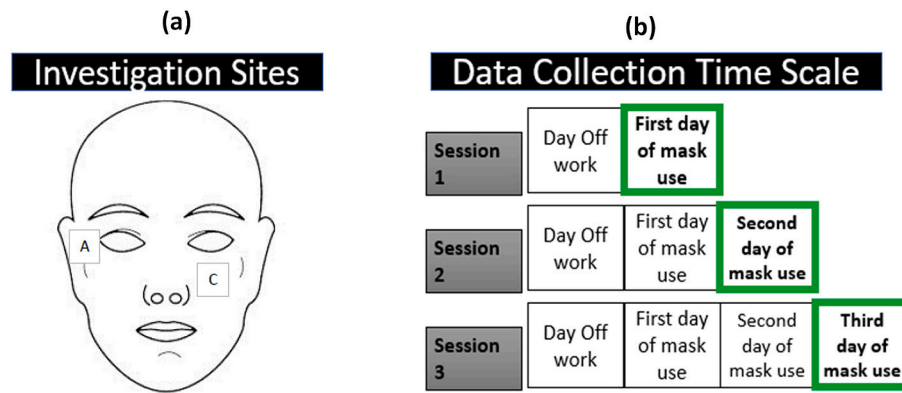 (a)
Investigation Sites
A
C
(b)
Data Collection Time Scale
Session
1
Day Off
work
First day
of mask
use
Session
2
Day Off
work
First day
of mask
use
Second
day of
mask use
Session
3
Day Off
work
First day
of mask
use
Second
day of
mask use
Third
day of
mask use